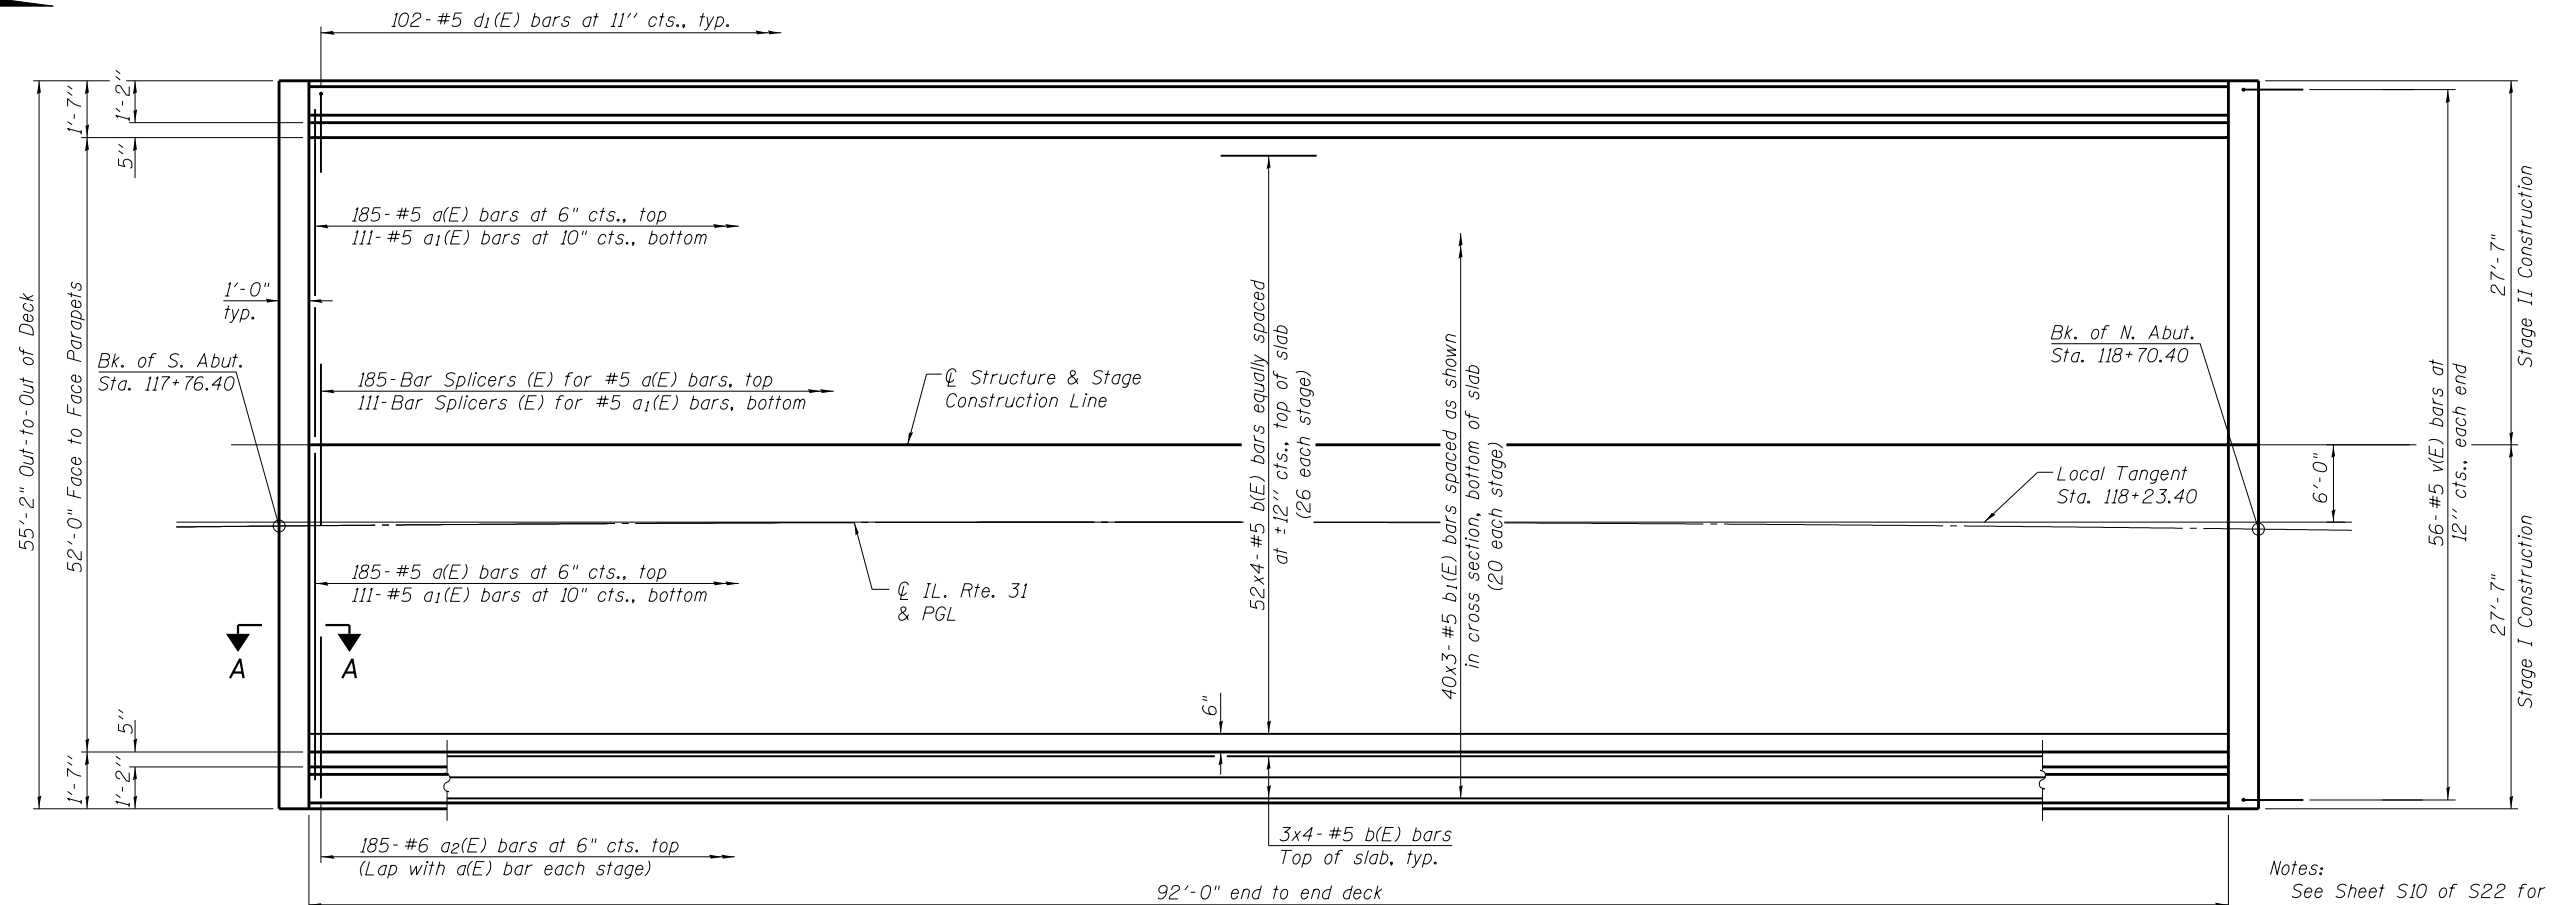 102-#5 d1(E) bars at 11'' cts., typ.
1'-7''
1'-2''
5''
55'-2" Out-to-Out of Deck
52'-0" Face to Face Parapets
185-#5 a(E) bars at 6" cts., top
111-#5 a1(E) bars at 10" cts., bottom
1'-0"
typ.
Bk. of S. Abut.
Sta. 117+76.40
185-Bar Splicers (E) for #5 a(E) bars, top
111-Bar Splicers (E) for #5 a1(E) bars, bottom
℄ Structure & Stage
Construction Line
52x4-#5 b(E) bars equally spaced
at ±12'' cts., top of slab
(26 each stage)
40x3-#5 b1(E) bars spaced as shown
in cross section, bottom of slab
(20 each stage)
Bk. of N. Abut.
Sta. 118+70.40
Local Tangent
Sta. 118+23.40
6'-0"
56-#5 v(E) bars at
12'' cts., each end
27'-7"
Stage II Construction
27'-7"
Stage I Construction
185-#5 a(E) bars at 6" cts., top
111-#5 a1(E) bars at 10" cts., bottom
℄ IL. Rte. 31
& PGL
A
A
5''
1'-7''
1'-2''
6"
185-#6 a2(E) bars at 6" cts. top
(Lap with a(E) bar each stage)
3x4-#5 b(E) bars
Top of slab, typ.
92'-0" end to end deck
Notes:
See Sheet S10 of S22 for